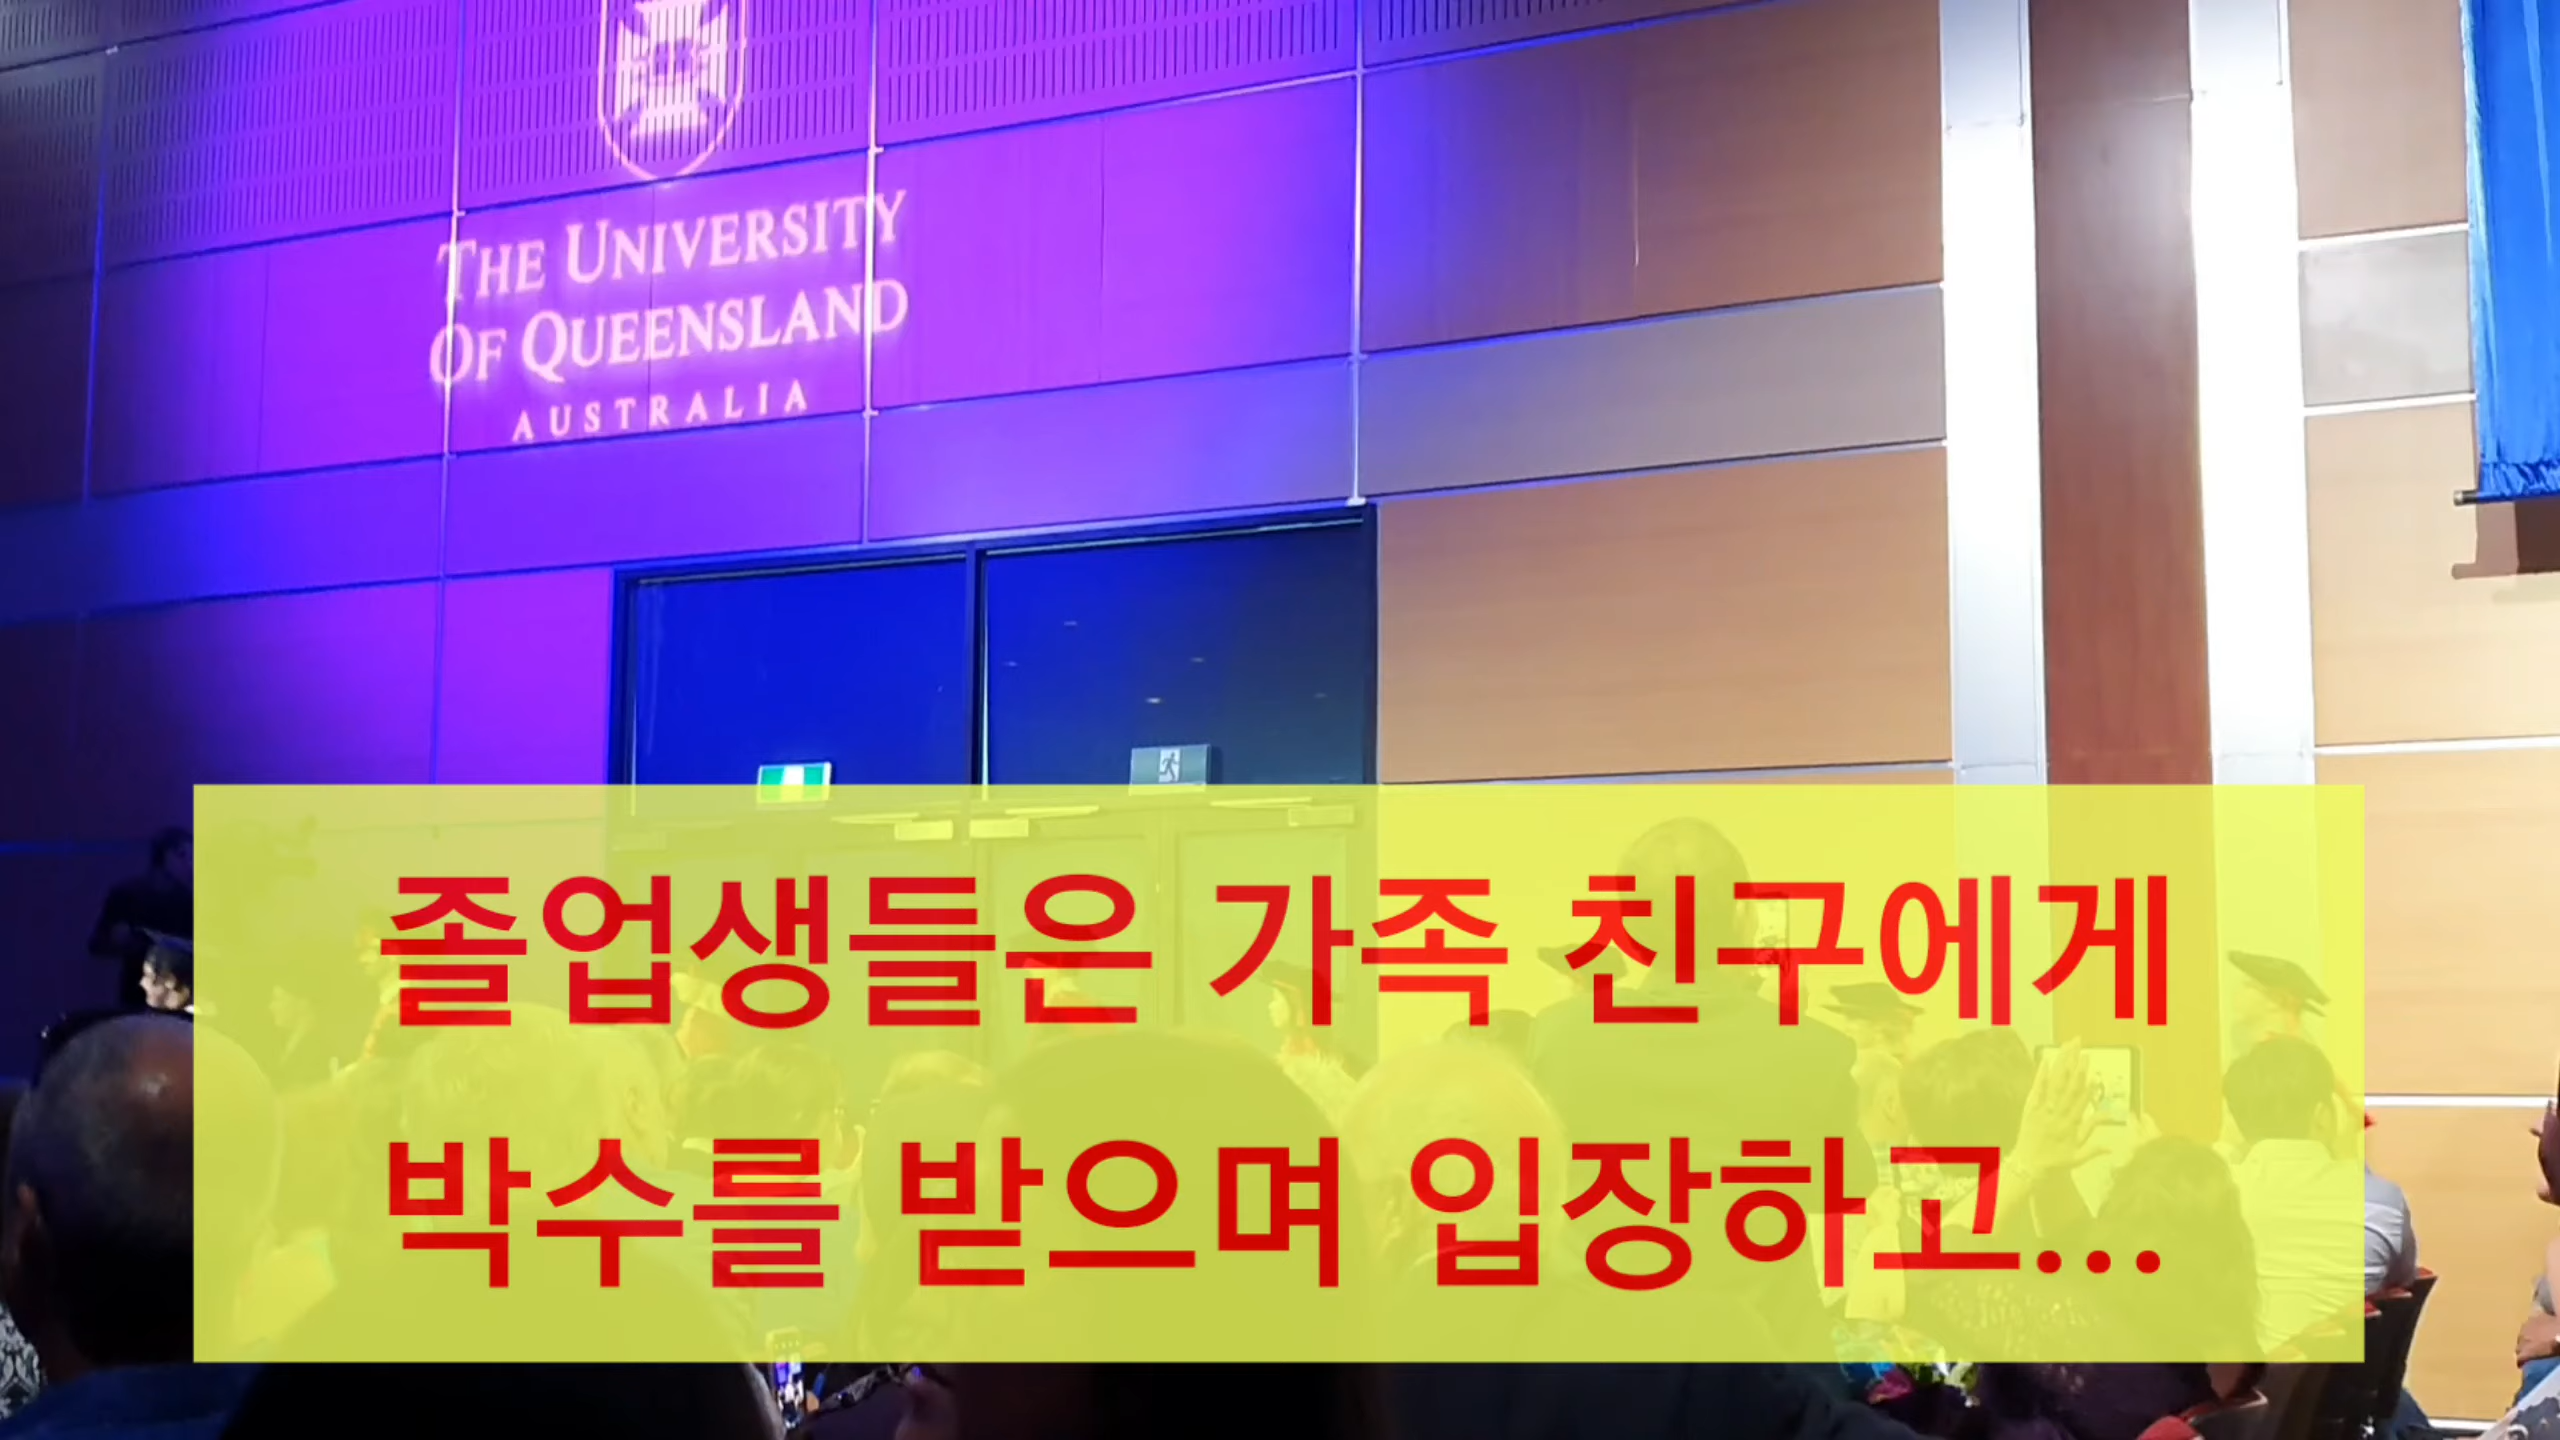 THE UNIVERSITY
OF QUEENSLAND
AUSTRALIA
졸업생들은 가족 친구에게
박수를 받으며 입장하고...